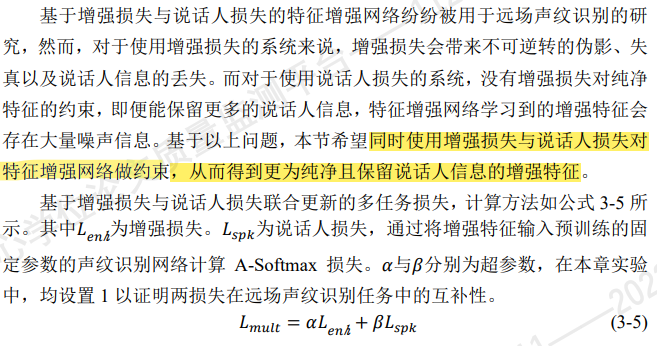 基于增强损失与说话人损失的特征增强网络纷纷被用于远场声纹识别的研
究，然而，对于使用增强损失的系统来说，增强损失会带来不可逆转的伪影、失
真以及说话人信息的丢失。而对于使用说话人损失的系统，没有增强损失对纯净
特征的约束，即便能保留更多的说话人信息，特征增强网络学习到的增强特征会
存在大量噪声信息。基于以上问题，本节希望同时使用增强损失与说话人损失对
特征增强网络做约束，从而得到更为纯净且保留说话人信息的增强特征。
基于增强损失与说话人损失联合更新的多任务损失，计算方法如公式 3-5 所
示。其中L_enh为增强损失。L_spk为说话人损失，通过将增强特征输入预训练的固
定参数的声纹识别网络计算 A-Softmax 损失。α与β分别为超参数，在本章实验
中，均设置 1 以证明两损失在远场声纹识别任务中的互补性。
L_mult = αL_enh + βL_spk (3-5)